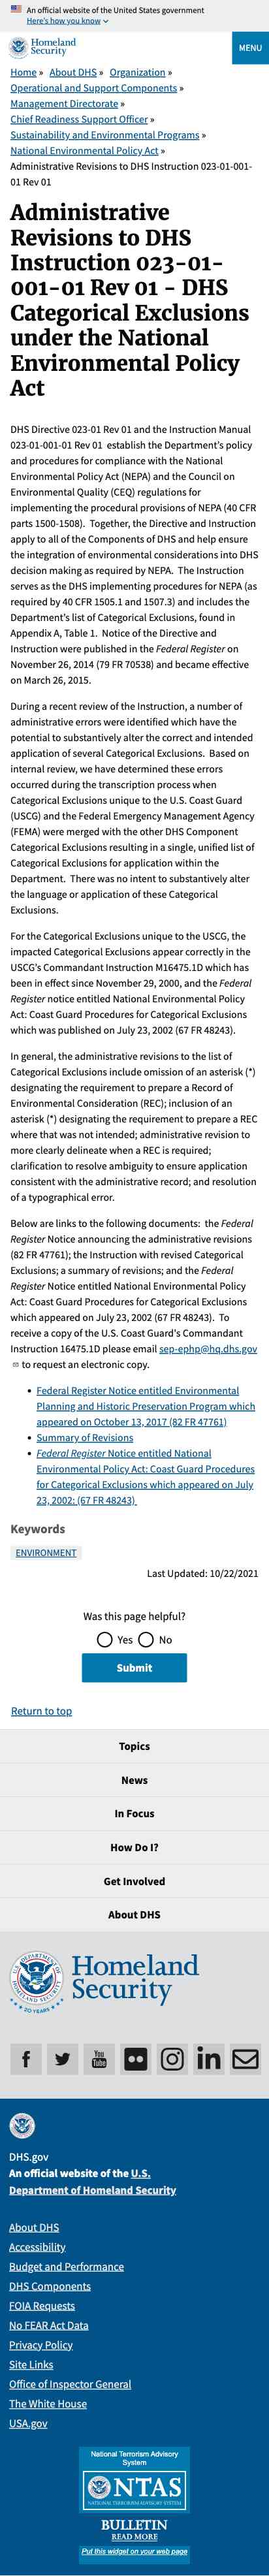 An official website of the United States government
Here's how you know
Homeland
Security
MENU
Home » About DHS » Organization »
Operational and Support Components »
Management Directorate »
Chief Readiness Support Officer »
Sustainability and Environmental Programs »
National Environmental Policy Act »
Administrative Revisions to DHS Instruction 023-01-001-
01 Rev 01
Administrative
Revisions to DHS
Instruction 023-01-
001-01 Rev 01 - DHS
Categorical Exclusions
under the National
Environmental Policy
Act
DHS Directive 023-01 Rev 01 and the Instruction Manual
023-01-001-01 Rev 01 establish the Department's policy
and procedures for compliance with the National
Environmental Policy Act (NEPA) and the Council on
Environmental Quality (CEQ) regulations for
implementing the procedural provisions of NEPA (40 CFR
parts 1500-1508). Together, the Directive and Instruction
apply to all of the Components of DHS and help ensure
the integration of environmental considerations into DHS
decision making as required by NEPA. The Instruction
serves as the DHS implementing procedures for NEPA (as
required by 40 CFR 1505.1 and 1507.3) and includes the
Department's list of Categorical Exclusions, found in
Appendix A, Table 1. Notice of the Directive and
Instruction were published in the Federal Register on
November 26, 2014 (79 FR 70538) and became effective
on March 26, 2015.
During a recent review of the Instruction, a number of
administrative errors were identified which have the
potential to substantively alter the correct and intended
application of several Categorical Exclusions. Based on
internal review, we have determined these errors
occurred during the transcription process when
Categorical Exclusions unique to the U.S. Coast Guard
(USCG) and the Federal Emergency Management Agency
(FEMA) were merged with the other DHS Component
Categorical Exclusions resulting in a single, unified list of
Categorical Exclusions for application within the
Department. There was no intent to substantively alter
the language or application of these Categorical
Exclusions.
For the Categorical Exclusions unique to the USCG, the
impacted Categorical Exclusions appear correctly in the
USCG's Commandant Instruction M16475.1D which has
been in effect since November 29, 2000, and the Federal
Register notice entitled National Environmental Policy
Act: Coast Guard Procedures for Categorical Exclusions
which was published on July 23, 2002 (67 FR 48243).
In general, the administrative revisions to the list of
Categorical Exclusions include omission of an asterisk (*)
designating the requirement to prepare a Record of
Environmental Consideration (REC); inclusion of an
asterisk (*) designating the requirement to prepare a REC
where that was not intended; administrative revision to
more clearly delineate when a REC is required;
clarification to resolve ambiguity to ensure application
consistent with the administrative record; and resolution
of a typographical error.
Below are links to the following documents: the Federal
Register Notice announcing the administrative revisions
(82 FR 47761); the Instruction with revised Categorical
Exclusions; a summary of revisions; and the Federal
Register Notice entitled National Environmental Policy
Act: Coast Guard Procedures for Categorical Exclusions
which appeared on July 23, 2002 (67 FR 48243). To
receive a copy of the U.S. Coast Guard's Commandant
Instruction 16475.1D please email sep-ephp@hq.dhs.gov
to request an electronic copy.
• Federal Register Notice entitled Environmental
Planning and Historic Preservation Program which
appeared on October 13, 2017 (82 FR 47761)
• Summary of Revisions
• Federal Register Notice entitled National
Environmental Policy Act: Coast Guard Procedures
for Categorical Exclusions which appeared on July
23, 2002: (67 FR 48243)
Keywords
ENVIRONMENT
Last Updated: 10/22/2021
Was this page helpful?
Yes No
Submit
Return to top
Topics
News
In Focus
How Do I?
Get Involved
About DHS
Homeland
Security
20 YEARS
You
Tube
in
DHS.gov
An official website of the U.S.
Department of Homeland Security
About DHS
Accessibility
Budget and Performance
DHS Components
FOIA Requests
No FEAR Act Data
Privacy Policy
Site Links
Office of Inspector General
The White House
USA.gov
National Terrorism Advisory
System
NTAS
NATIONAL TERRORISM ADVISORY SYSTEM
BULLETIN
READ MORE
Put this widget on your web page